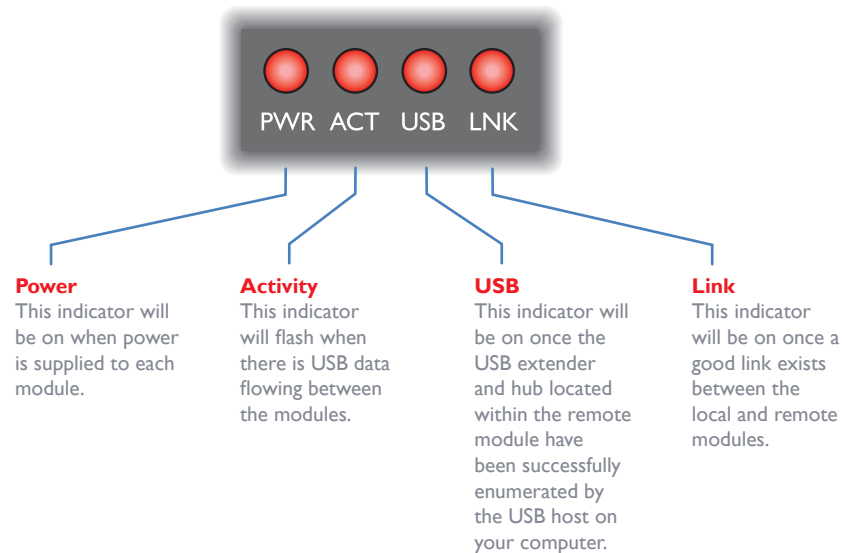 PWR ACT USB LNK
Power
This indicator will
be on when power
is supplied to each
module.
Activity
This indicator
will flash when
there is USB data
flowing between
the modules.
USB
This indicator will
be on once the
USB extender
and hub located
within the remote
module have
been successfully
enumerated by
the USB host on
your computer.
Link
This indicator
will be on once a
good link exists
between the
local and remote
modules.